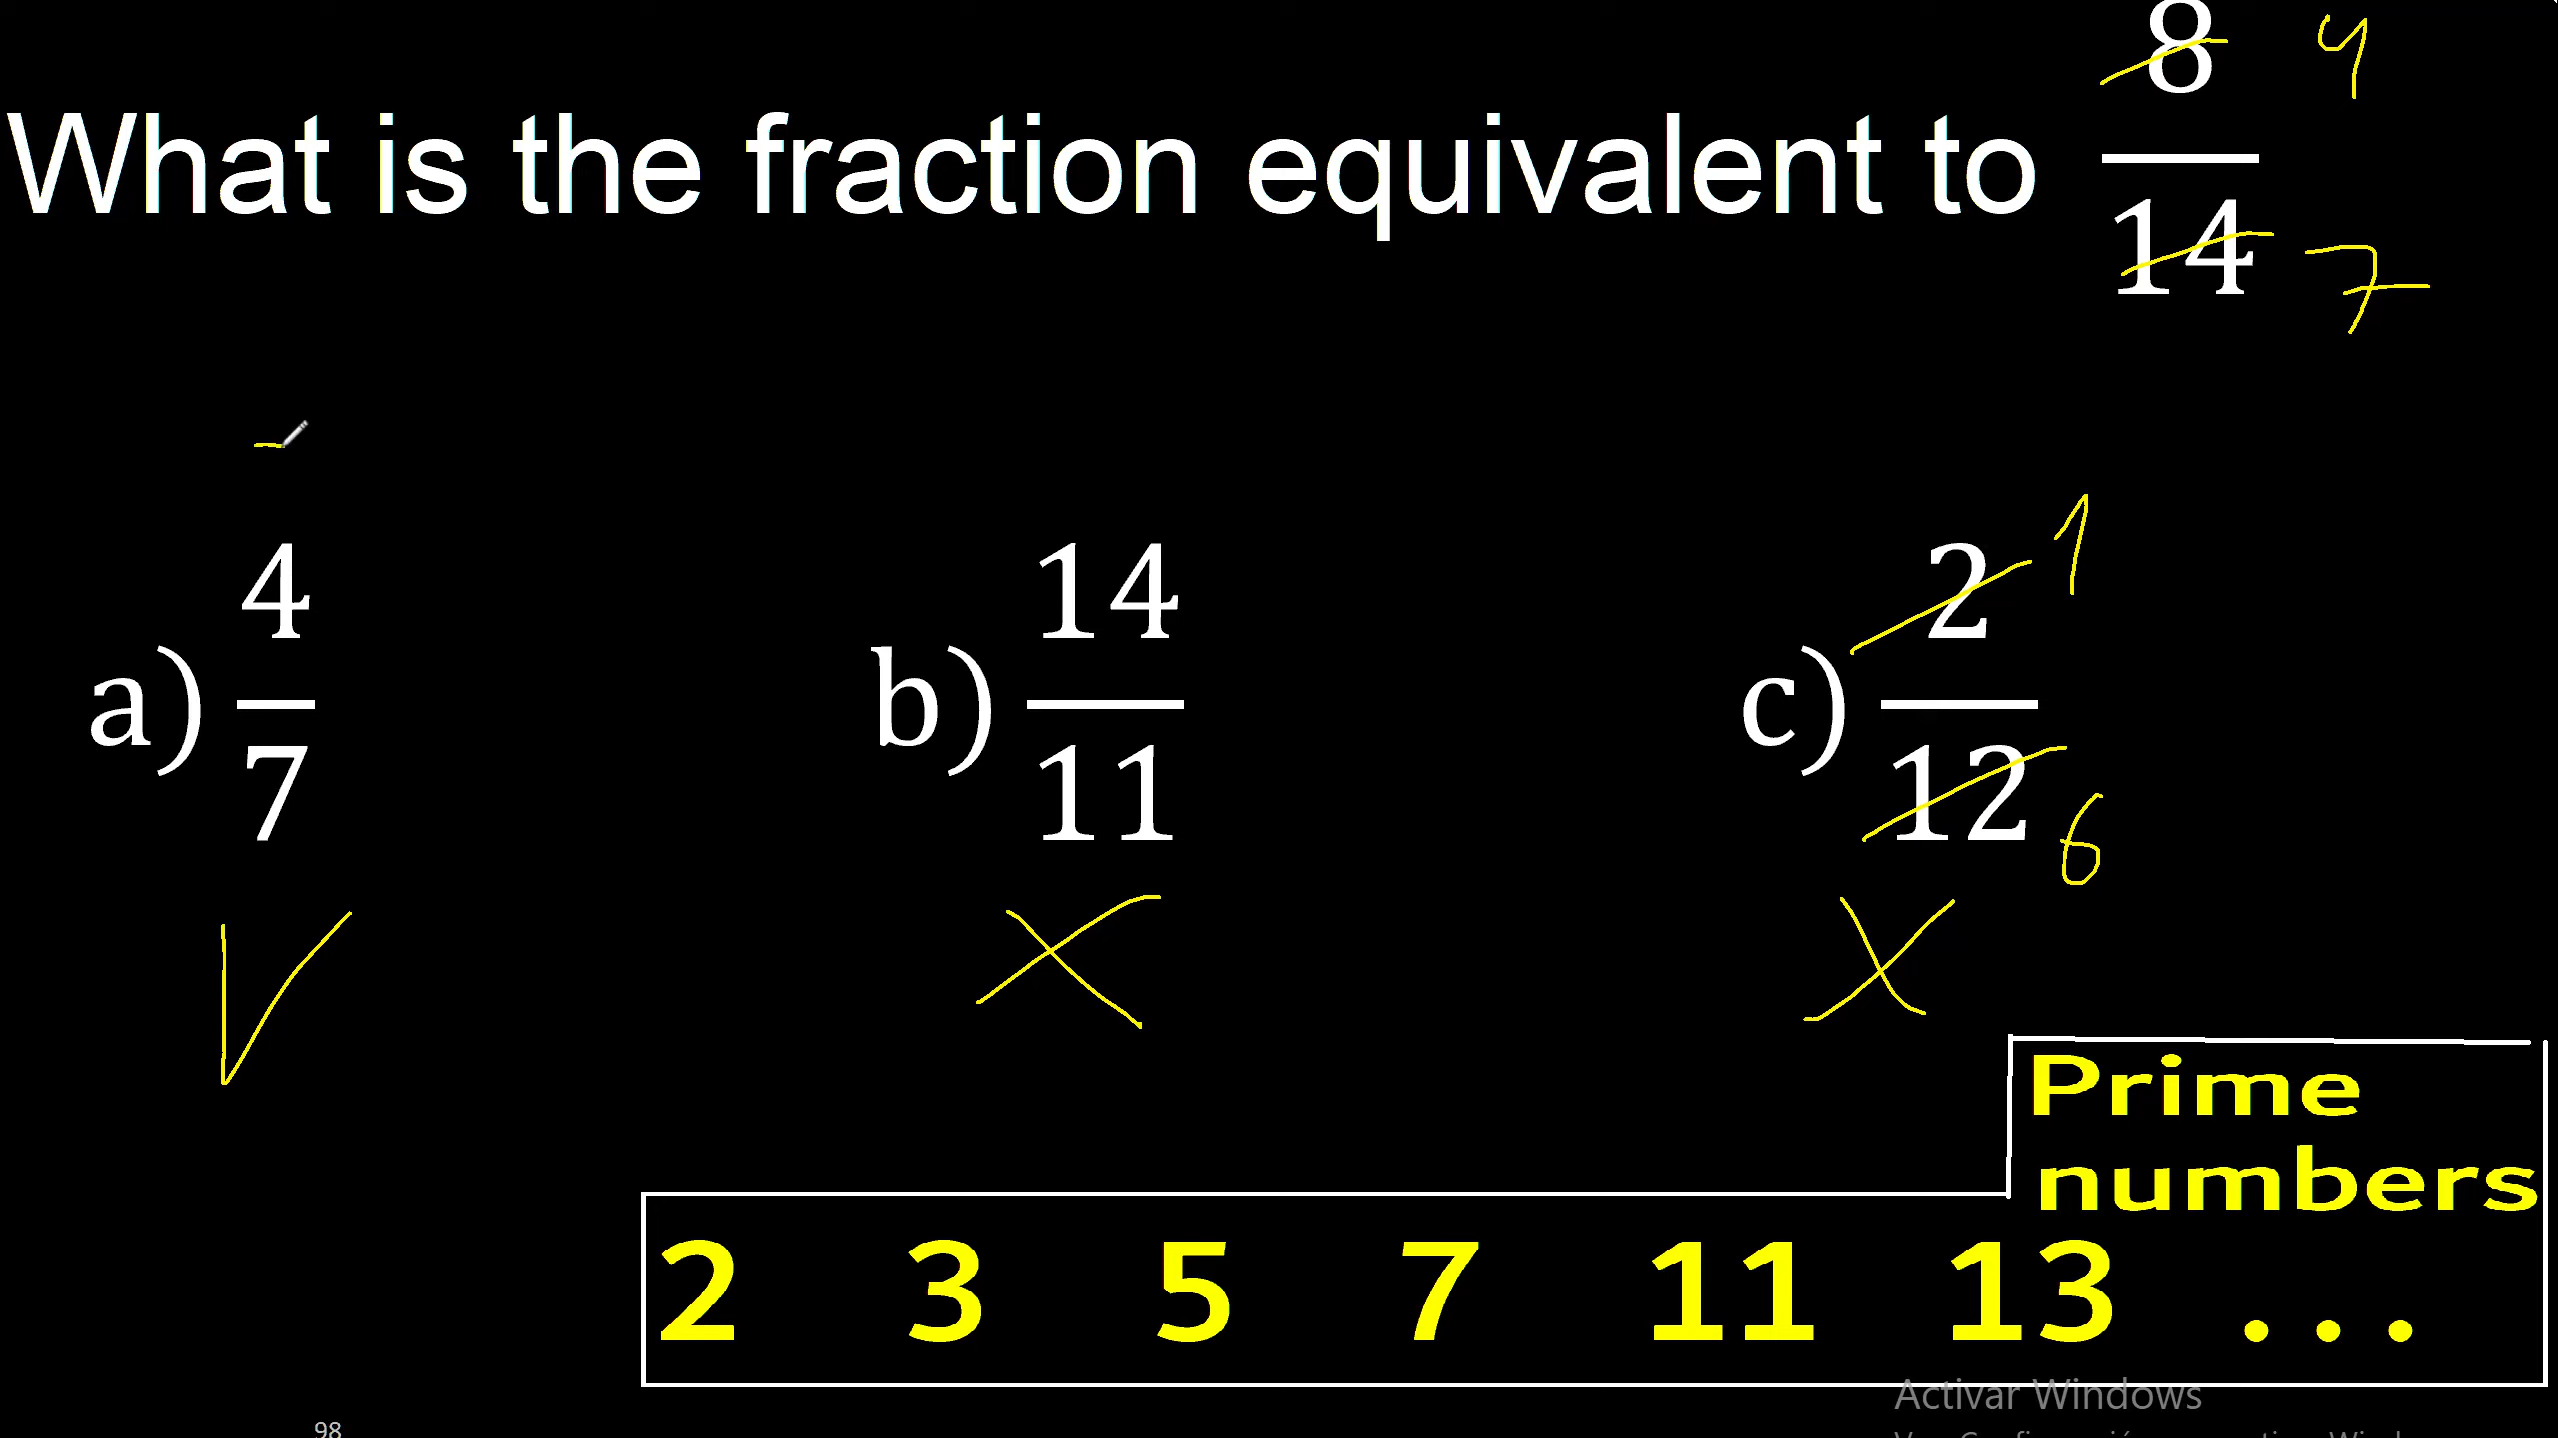 8 4
What is the fraction equivalent to
14 7
1
4 14 2
a) b) c)
7 11 12
6
Prime
numbers
2 3 5 7 11 13 ...
Activar Windows
98